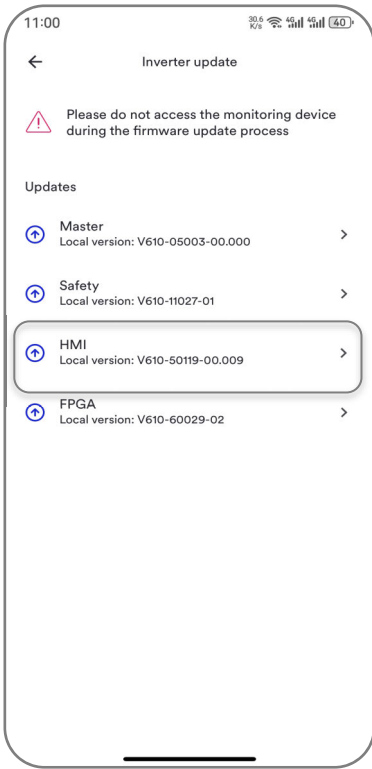 11:00
30.6
K/s
4G
4G
40
Inverter update
Please do not access the monitoring device
during the firmware update process
Updates
Master
Local version: V610-05003-00.000
Safety
Local version: V610-11027-01
HMI
Local version: V610-50119-00.009
FPGA
Local version: V610-60029-02